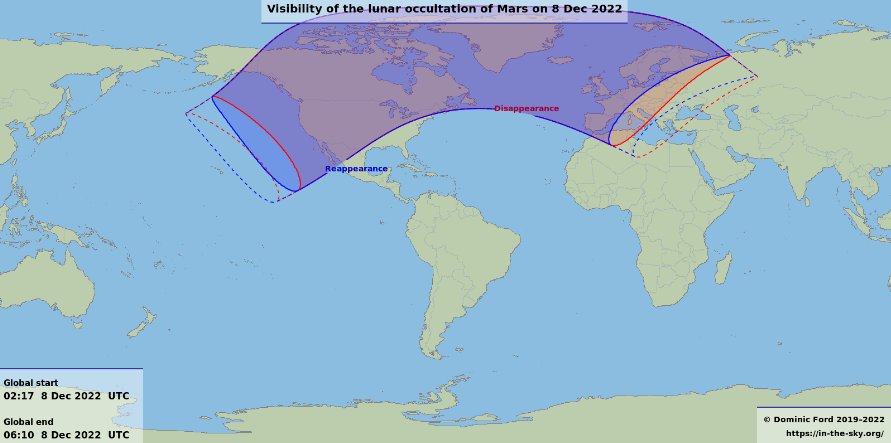 Visibility of the lunar occultation of Mars on 8 Dec 2022
Disappearance
Reappearance
Global start
02:17 8 Dec 2022 UTC
Global end
06:10 8 Dec 2022 UTC
© Dominic Ford 2019–2022
https://in-the-sky.org/